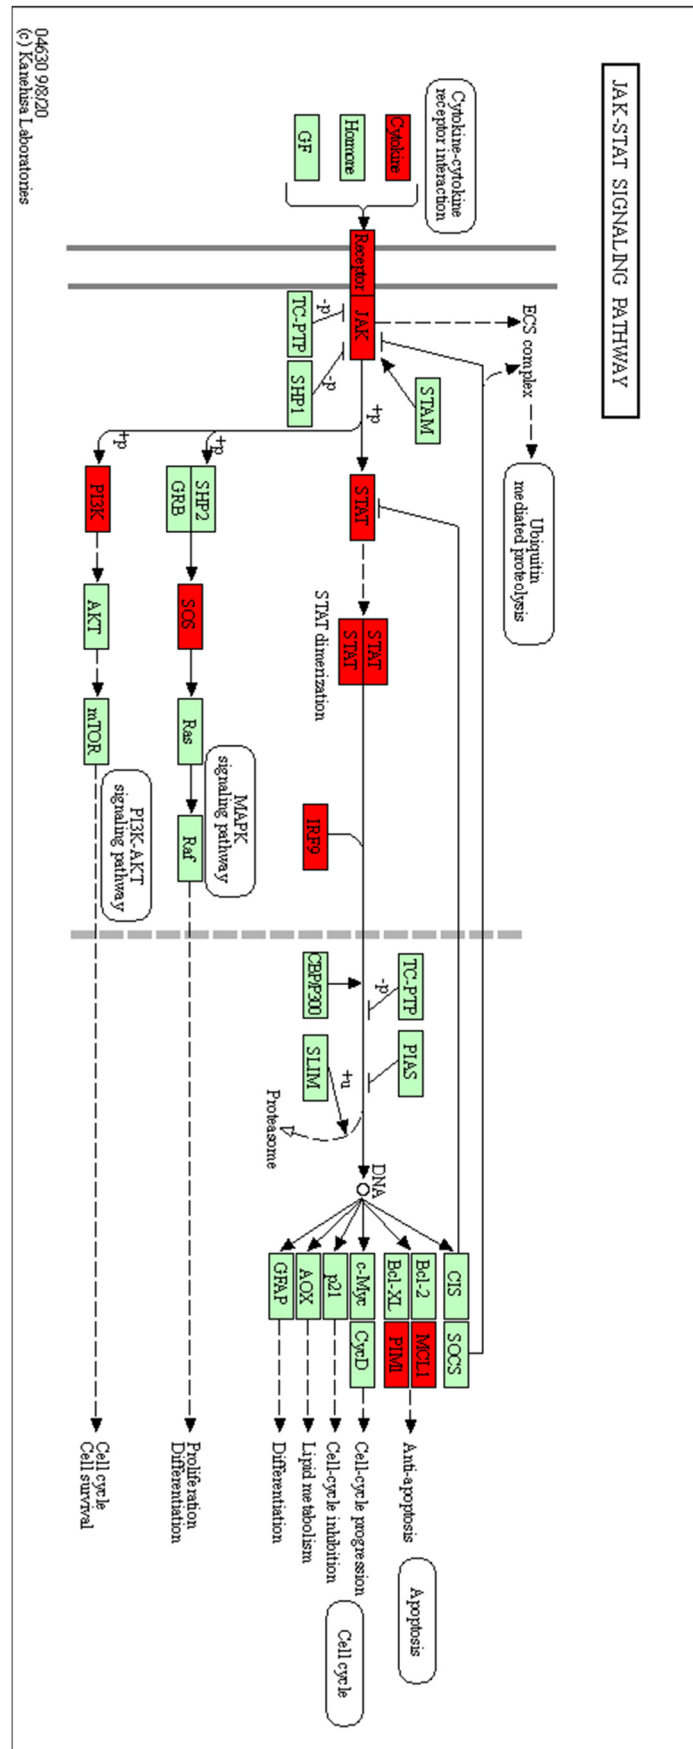 JAK-STAT SIGNALING PATHWAY
Cytokine-cytokine
receptor interaction
Cytokine
Hormone
GF
Receptor
JAK
TC-PTP
-p
SHP1
-p
STAM
ECS complex
Ubiquitin
mediated proteolysis
+p
STAT
STAT
STAT
STAT dimerization
IRF9
CBP/P300
TC-PTP
-p
SLIM
+u
PIAS
Proteasome
DNA
CIS
SOCS
Bcl-2
MCL1
Bcl-XL
PIM1
Anti-apoptosis
Apoptosis
c-Myc
CycD
Cell-cycle progression
p21
Cell-cycle inhibition
Cell cycle
AOX
Lipid metabolism
GFAP
Differentiation
+p
SHP2
GRB
SOS
Ras
Raf
MAPK
signaling pathway
Proliferation
Differentiation
+p
PI3K
AKT
mTOR
PI3K-AKT
signaling pathway
Cell cycle
Cell survival
04630 9/8/20
(c) Kanehisa Laboratories